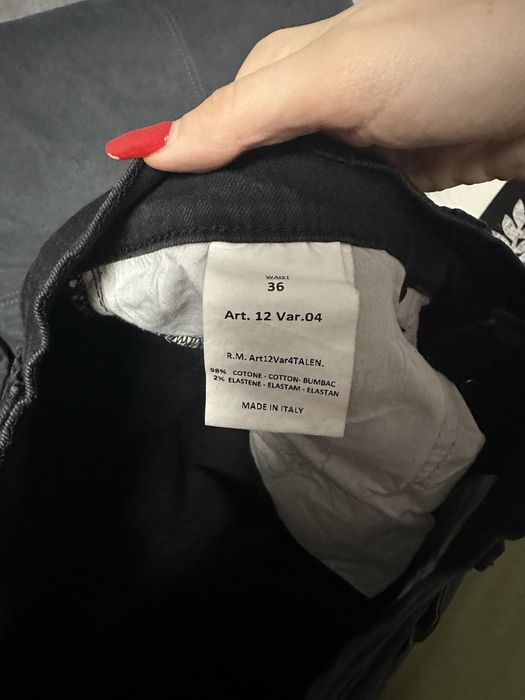 WAIST
36
Art. 12 Var.04
R.M. Art12Var4TALEN.
98% COTONE - COTTON- BUMBAC
2% ELASTENE - ELASTAM - ELASTAN
MADE IN ITALY